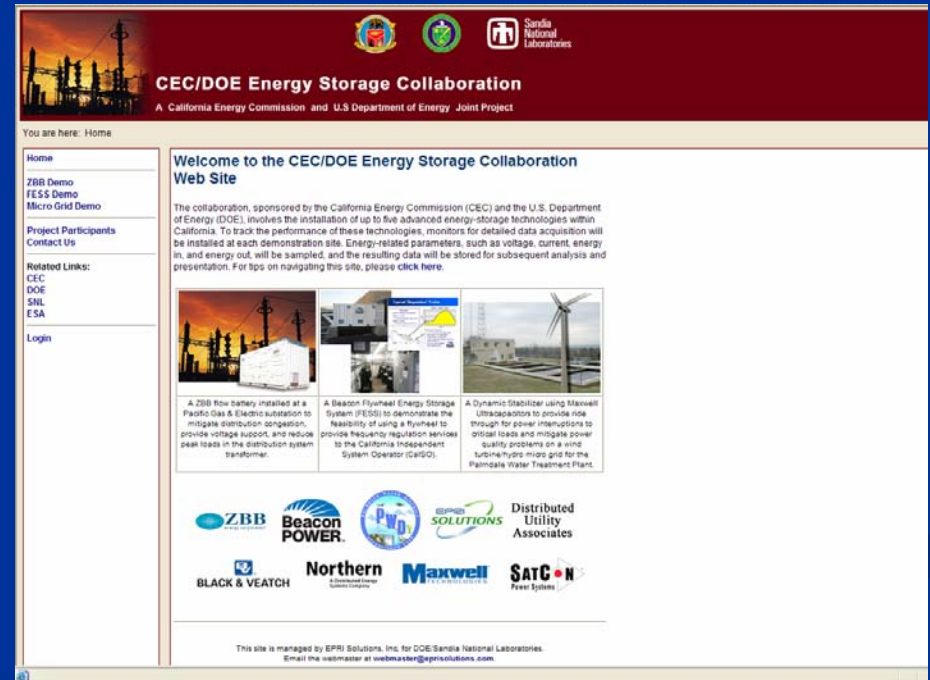 Sandia
National
Laboratories
CEC/DOE Energy Storage Collaboration
A California Energy Commission and U.S Department of Energy Joint Project
You are here: Home
Home
ZBB Demo
FESS Demo
Micro Grid Demo
Project Participants
Contact Us
Related Links:
CEC
DOE
SNL
ESA
Login
Welcome to the CEC/DOE Energy Storage Collaboration
Web Site
The collaboration, sponsored by the California Energy Commission (CEC) and the U.S. Department
of Energy (DOE), involves the installation of up to five advanced energy-storage technologies within
California. To track the performance of these technologies, monitors for detailed data acquisition will
be installed at each demonstration site. Energy-related parameters, such as voltage, current, energy
in, and energy out, will be sampled, and the resulting data will be stored for subsequent analysis and
presentation. For tips on navigating this site, please click here.
A ZBB flow battery installed at a
Pacific Gas & Electric substation to
mitigate distribution congestion,
provide voltage support, and reduce
peak loads in the distribution system
transformer.
A Beacon Flywheel Energy Storage
System (FESS) to demonstrate the
feasibility of using a flywheel to
provide frequency regulation services
to the California Independent
System Operator (CalSO).
A Dynamic Stabilizer using Maxwell
Ultracapacitors to provide ride
through for power interruptions to
critical loads and mitigate power
quality problems on a wind
turbine/hydro micro grid for the
Palmdale Water Treatment Plant.
ZBB
Beacon
POWER
PWD
EPRI
SOLUTIONS
Distributed
Utility
Associates
BLACK & VEATCH
Northern
A Distributed Energy
Systems Company
Maxwell
TECHNOLOGIES
SATCON
Power Systems
This site is managed by EPRI Solutions, Inc. for DOE/Sandia National Laboratories.
Email the webmaster at webmaster@eprisolutions.com.